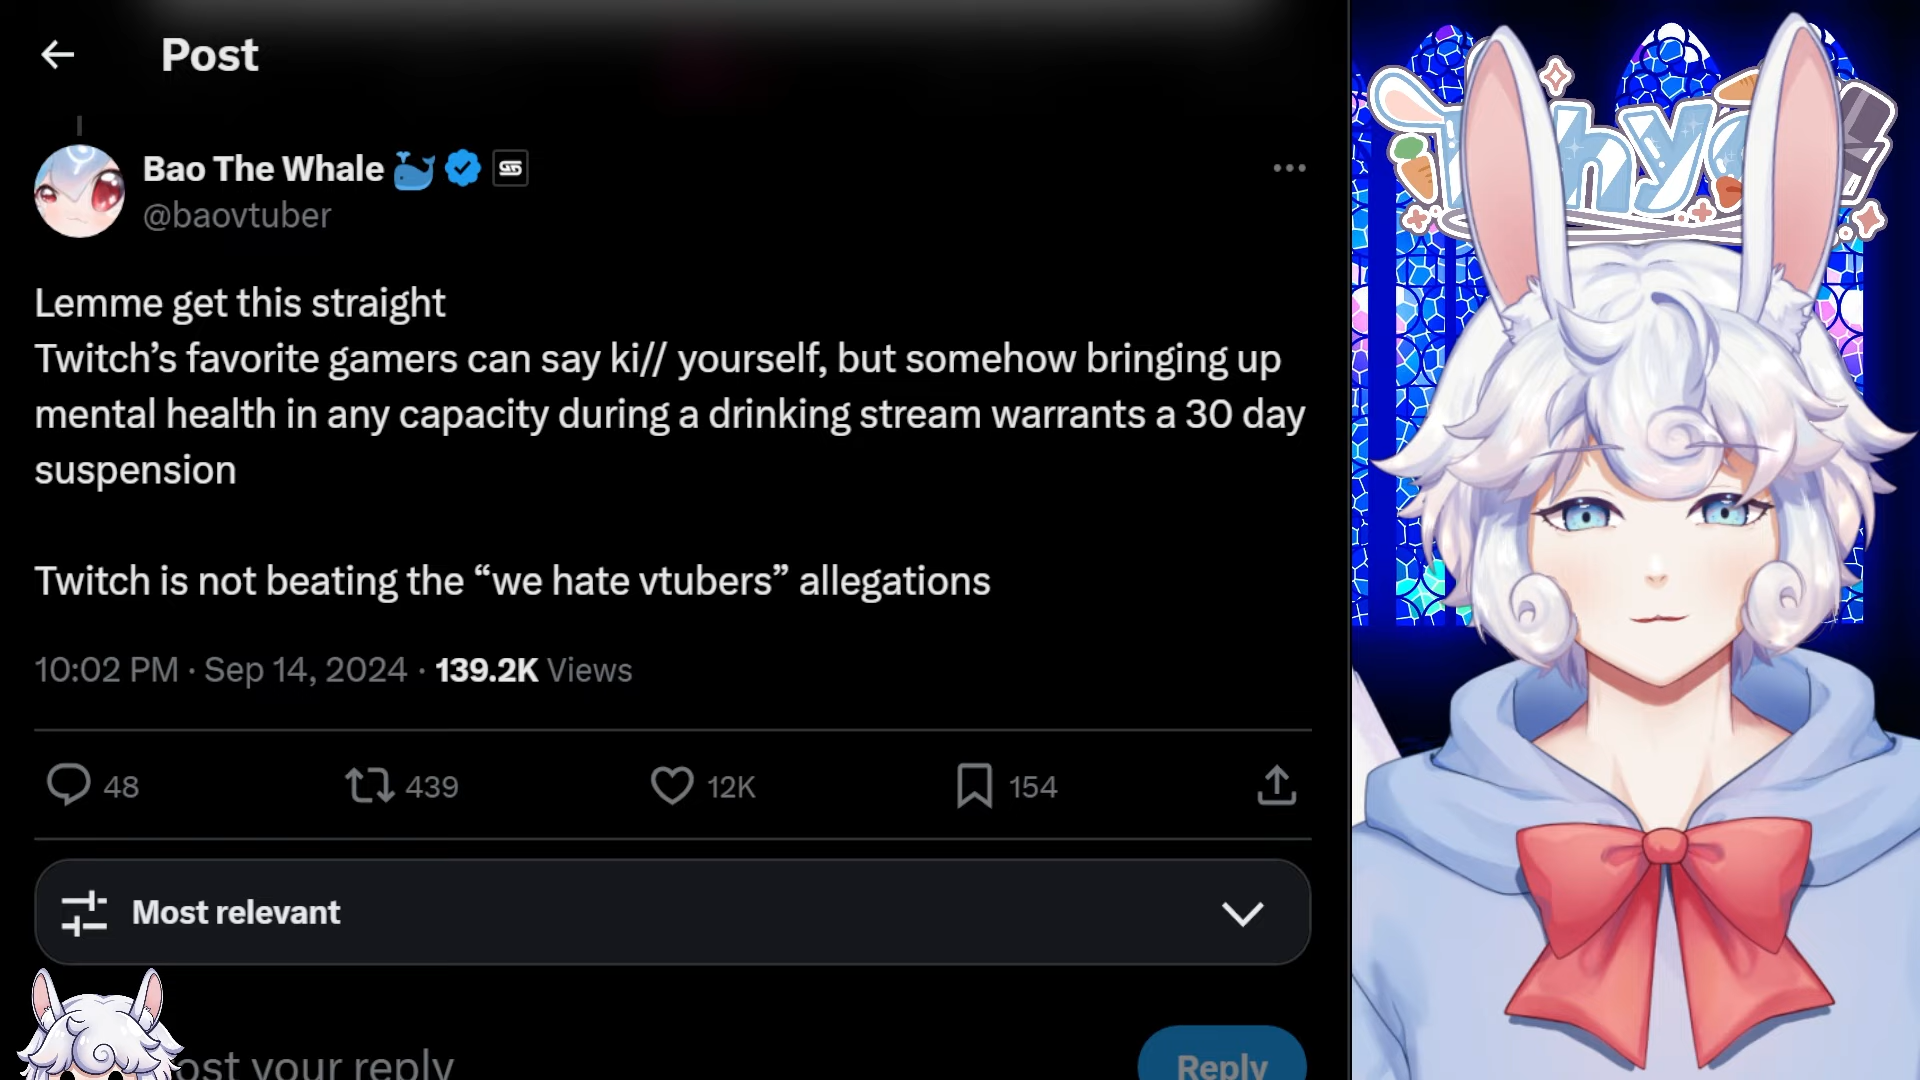 Post
Bao The Whale
@baovtuber
Lemme get this straight
Twitch’s favorite gamers can say ki// yourself, but somehow bringing up
mental health in any capacity during a drinking stream warrants a 30 day
suspension
Twitch is not beating the “we hate vtubers” allegations
10:02 PM · Sep 14, 2024 · 139.2K Views
48 439 12K 154
Most relevant
ost your reply
Reply